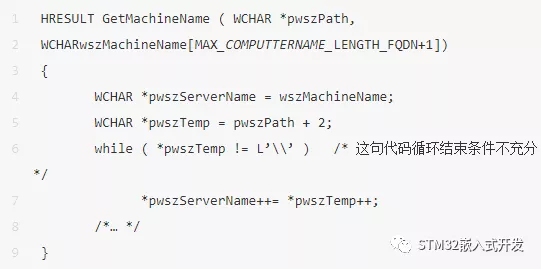 1 HRESULT GetMachineName ( WCHAR *pwszPath,
2 WCHARwszMachineName[MAX_COMPUTTERNAME_LENGTH_FQDN+1])
3 {
4 WCHAR *pwszServerName = wszMachineName;
5 WCHAR *pwszTemp = pwszPath + 2;
6 while ( *pwszTemp != L’\\’ ) /* 这句代码循环结束条件不充分
*/
7 *pwszServerName++= *pwszTemp++;
8 /*… */
9 }
STM32嵌入式开发